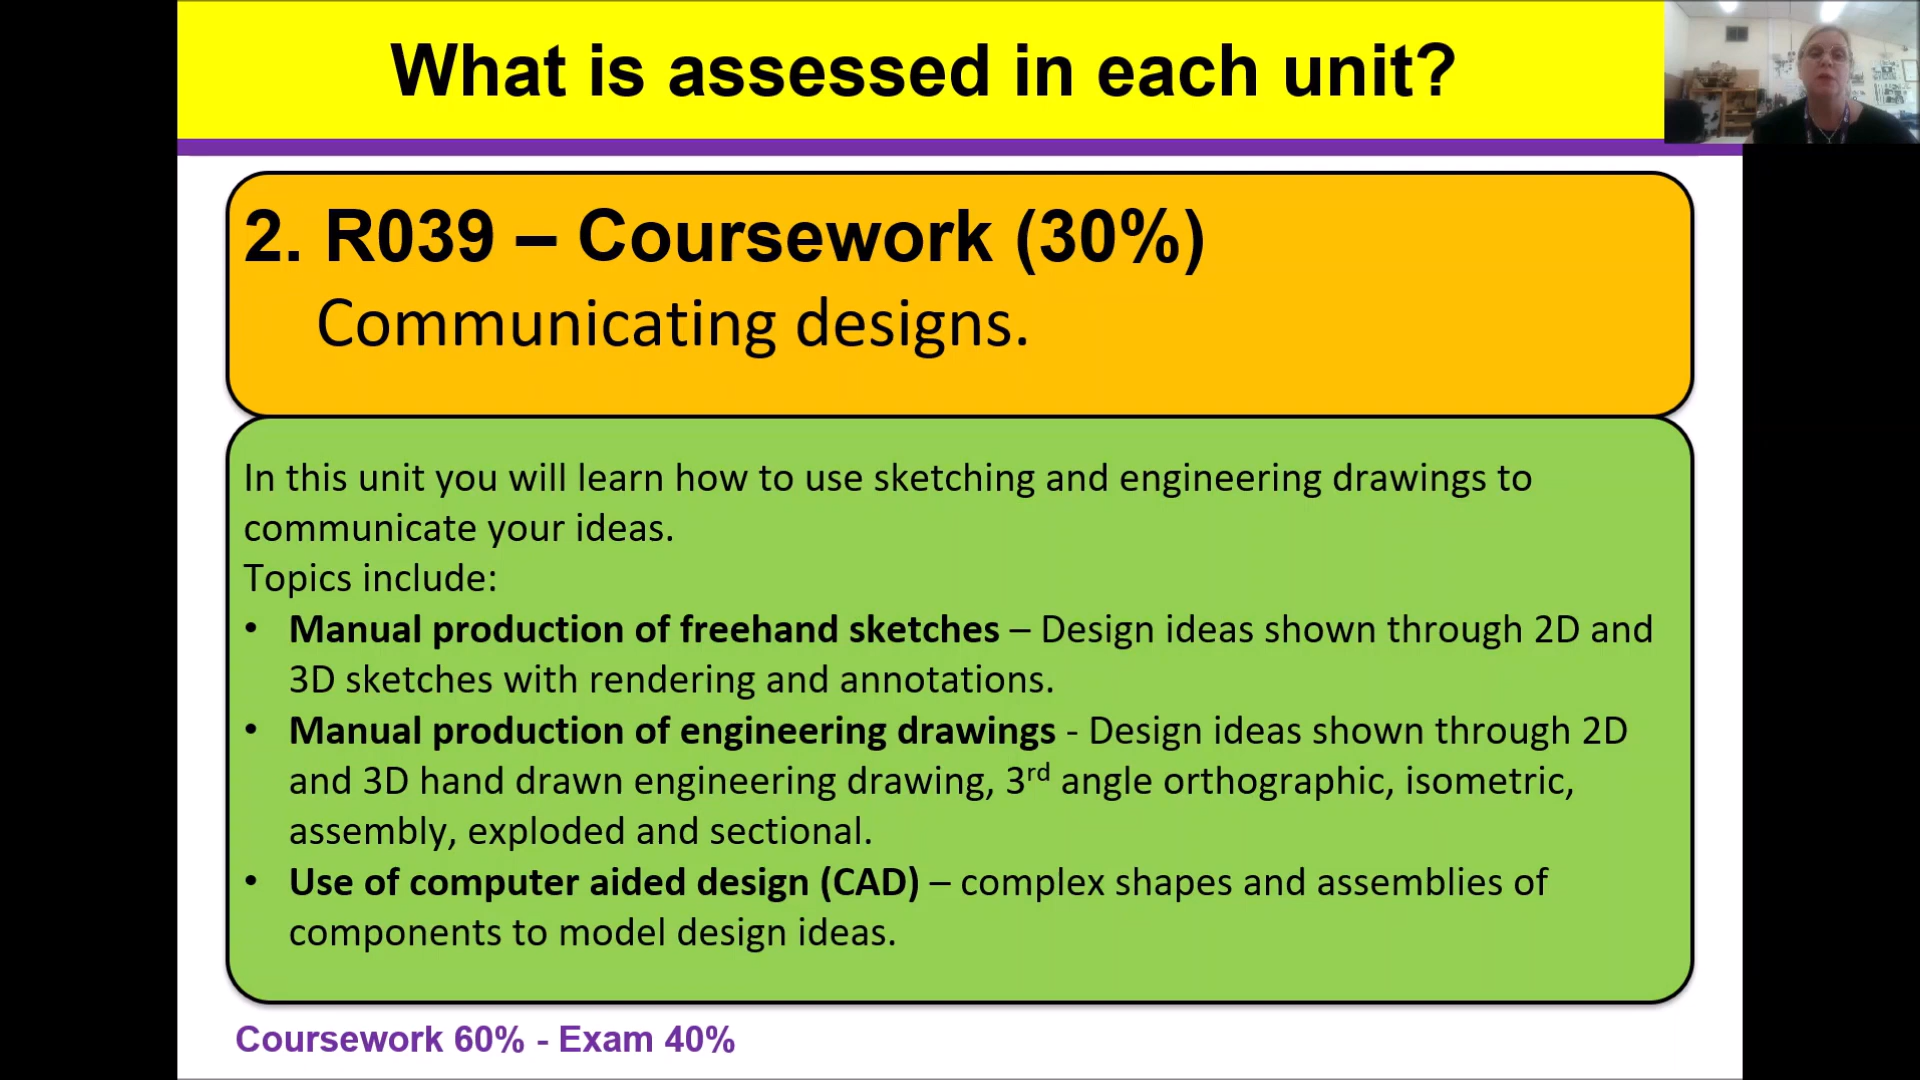 What is assessed in each unit?
2. R039 – Coursework (30%)
Communicating designs.
In this unit you will learn how to use sketching and engineering drawings to
communicate your ideas.
Topics include:
• Manual production of freehand sketches – Design ideas shown through 2D and
3D sketches with rendering and annotations.
• Manual production of engineering drawings - Design ideas shown through 2D
and 3D hand drawn engineering drawing, 3rd angle orthographic, isometric,
assembly, exploded and sectional.
• Use of computer aided design (CAD) – complex shapes and assemblies of
components to model design ideas.
Coursework 60% - Exam 40%